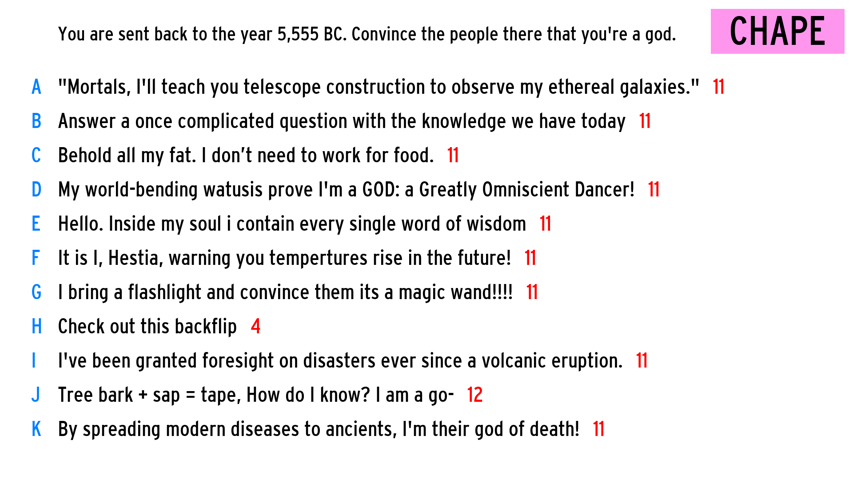 You are sent back to the year 5,555 BC. Convince the people there that you're a god.
CHAPE
A "Mortals, I'll teach you telescope construction to observe my ethereal galaxies." 11
B Answer a once complicated question with the knowledge we have today 11
C Behold all my fat. I don’t need to work for food. 11
D My world-bending watusis prove I'm a GOD: a Greatly Omniscient Dancer! 11
E Hello. Inside my soul i contain every single word of wisdom 11
F It is I, Hestia, warning you tempertures rise in the future! 11
G I bring a flashlight and convince them its a magic wand!!!! 11
H Check out this backflip 4
I I've been granted foresight on disasters ever since a volcanic eruption. 11
J Tree bark + sap = tape, How do I know? I am a go- 12
K By spreading modern diseases to ancients, I'm their god of death! 11